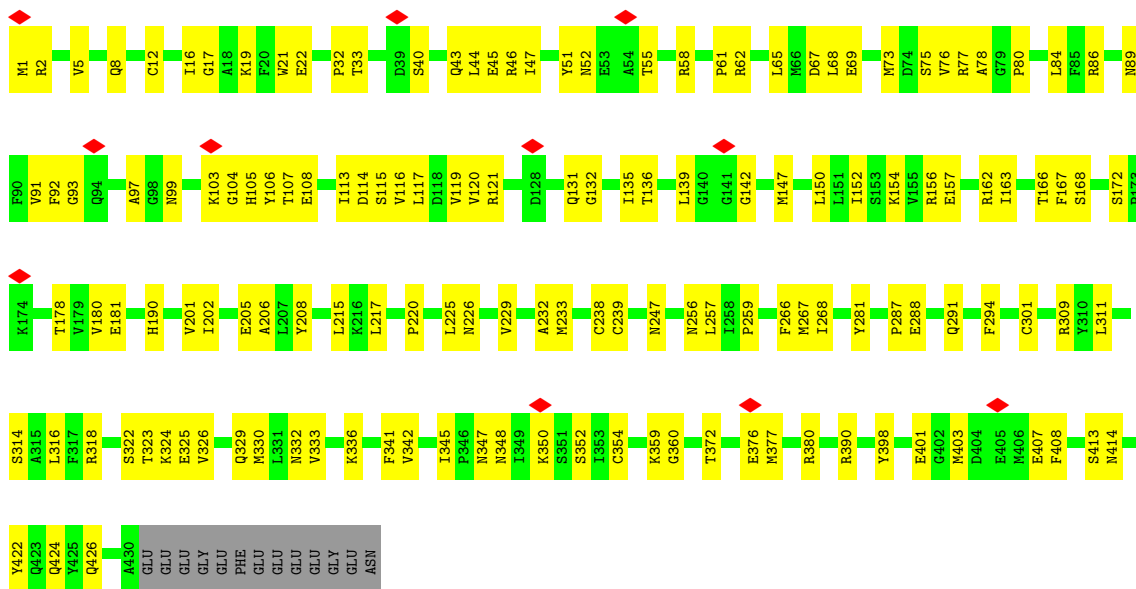 M1 R2 V5 Q8 C12 I16 G17 A18 K19 F20 W21 E22 P32 T33 D39 S40 Q43 L44 E45 R46 I47 Y51 N52 E53 A54 T55 R58 P61 R62 L65 M66 D67 L68 E69 M73 D74 S75 V76 R77 A78 G79 P80 L84 F85 R86 N89
F90 V91 F92 G93 Q94 A97 G98 N99 K103 G104 H105 Y106 T107 E108 I113 D114 S115 V116 L117 D118 V119 V120 R121 D128 Q131 G132 I135 T136 L139 G140 G141 G142 M147 L150 L151 I152 S153 K154 V155 R156 E157 R162 I163 T166 F167 S168 S172 P173
K174 T178 V179 V180 E181 H190 V201 I202 E205 A206 L207 Y208 L215 K216 L217 P220 L225 N226 V229 A232 M233 C238 C239 N247 N256 L257 I258 P259 F266 M267 I268 Y281 P287 E288 Q291 F294 C301 R309 Y310 L311
S314 A315 L316 F317 R318 S322 T323 K324 E325 V326 Q329 M330 L331 N332 V333 K336 F341 V342 I345 P346 N347 N348 I349 K350 S351 S352 I353 C354 K359 G360 T372 E376 M377 R380 R390 Y398 E401 G402 M403 D404 E405 M406 E407 F408 S413 N414
Y422 Q423 Q424 Y425 Q426 A430 GLU GLU GLU GLY GLU PHE GLU GLU GLU GLU GLY GLU ASN